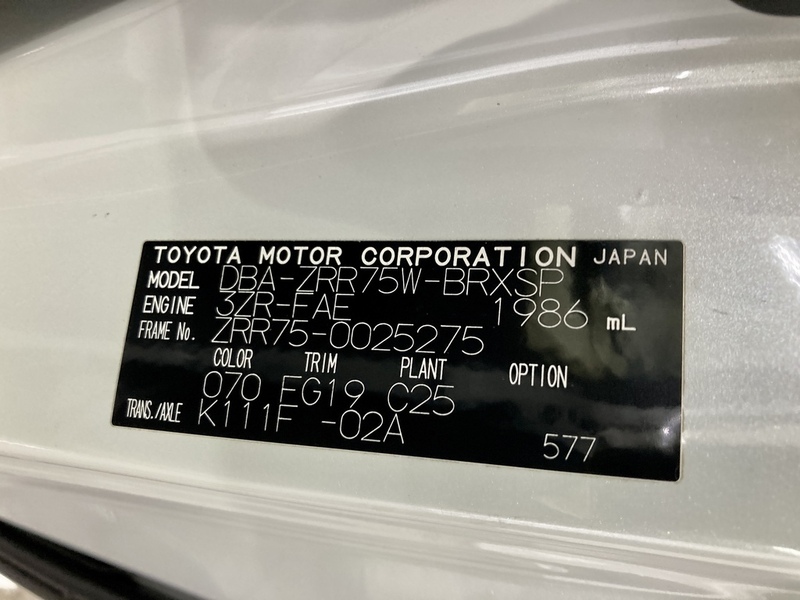 TOYOTA MOTOR CORPORATION JAPAN
MODEL DBA-ZRR75W-BRXSP
ENGINE 3ZR-FAE 1986 mL
FRAME No. ZRR75-0025275
COLOR TRIM PLANT OPTION
070 FG19 C25
TRANS./AXLE K111F -02A
577